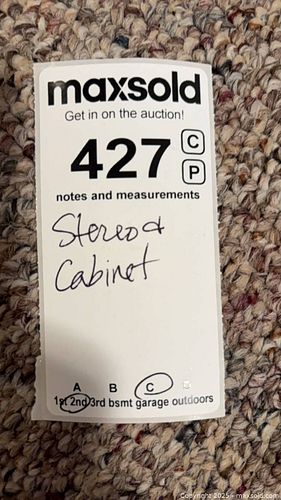 maxsold
Get in on the auction!
427 C
P
notes and measurements
Stereo &
Cabinet
A B C
1st 2nd 3rd bsmt garage outdoors
Copyright 2025 - maxsold.com